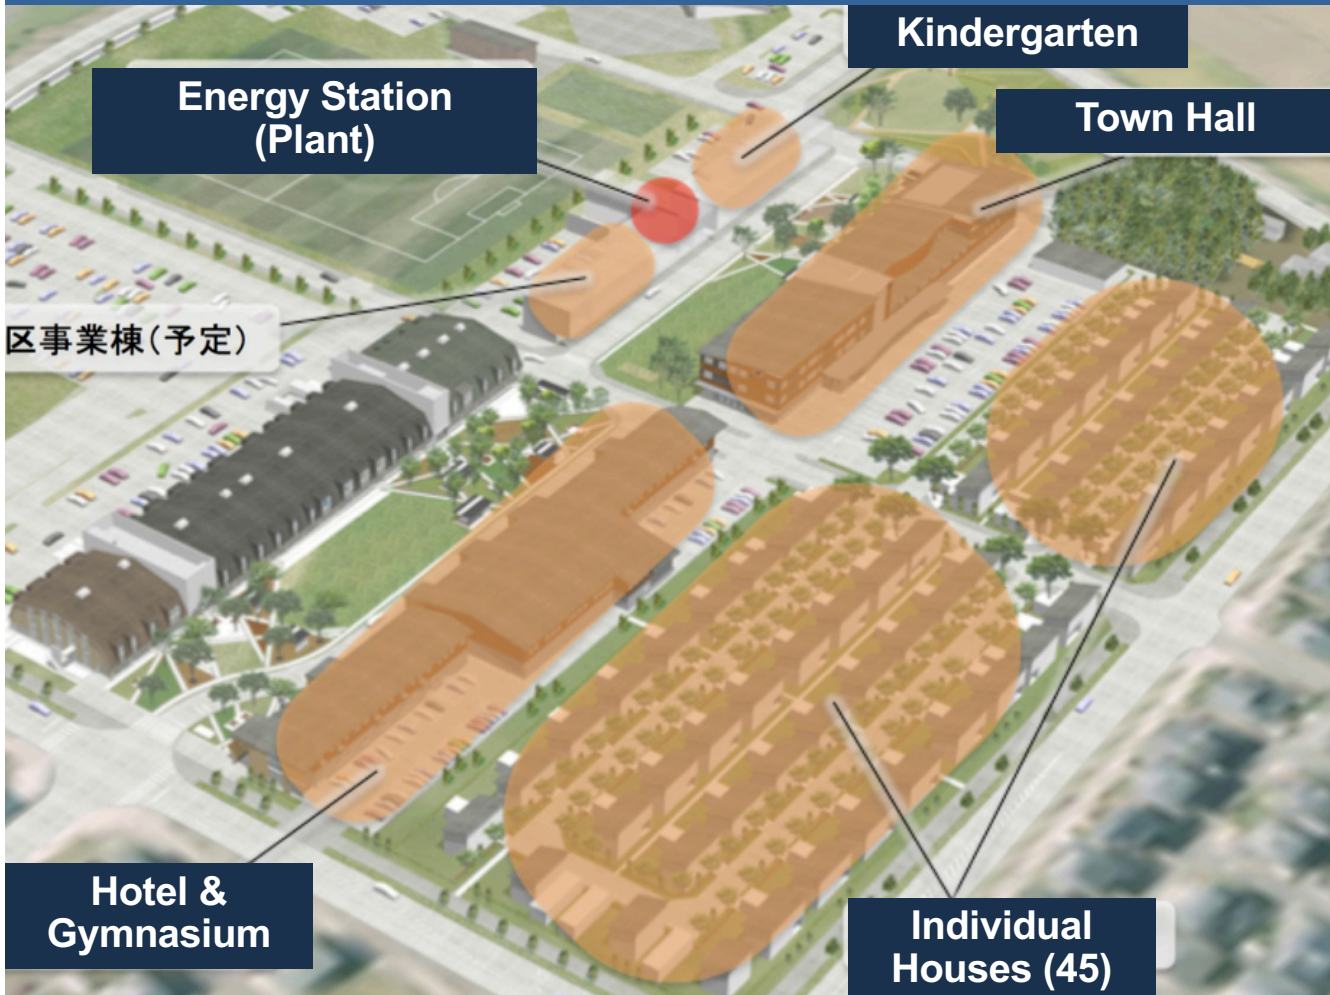 Kindergarten
Energy Station
(Plant)
Town Hall
区事業棟(予定)
Hotel &
Gymnasium
Individual
Houses (45)